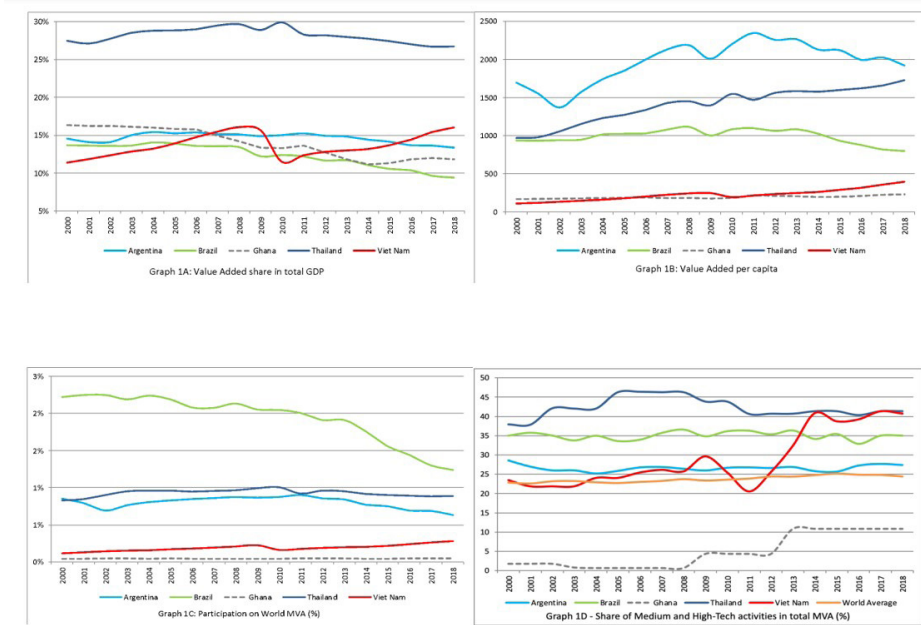 30%
25%
20%
15%
10%
5%
2000 2001 2002 2003 2004 2005 2006 2007 2008 2009 2010 2011 2012 2013 2014 2015 2016 2017 2018
Argentina Brazil Ghana Thailand Viet Nam
Graph 1A: Value Added share in total GDP
2500
2000
1500
1000
500
0
2000 2001 2002 2003 2004 2005 2006 2007 2008 2009 2010 2011 2012 2013 2014 2015 2016 2017 2018
Argentina Brazil Ghana Thailand Viet Nam
Graph 1B: Value Added per capita
3%
2%
2%
1%
1%
0%
2000 2001 2002 2003 2004 2005 2006 2007 2008 2009 2010 2011 2012 2013 2014 2015 2016 2017 2018
Argentina Brazil Ghana Thailand Viet Nam
Graph 1C: Participation on World MVA (%)
50
45
40
35
30
25
20
15
10
5
0
2000 2001 2002 2003 2004 2005 2006 2007 2008 2009 2010 2011 2012 2013 2014 2015 2016 2017 2018
Argentina Brazil Ghana Thailand Viet Nam World Average
Graph 1D - Share of Medium and High-Tech activities in total MVA (%)